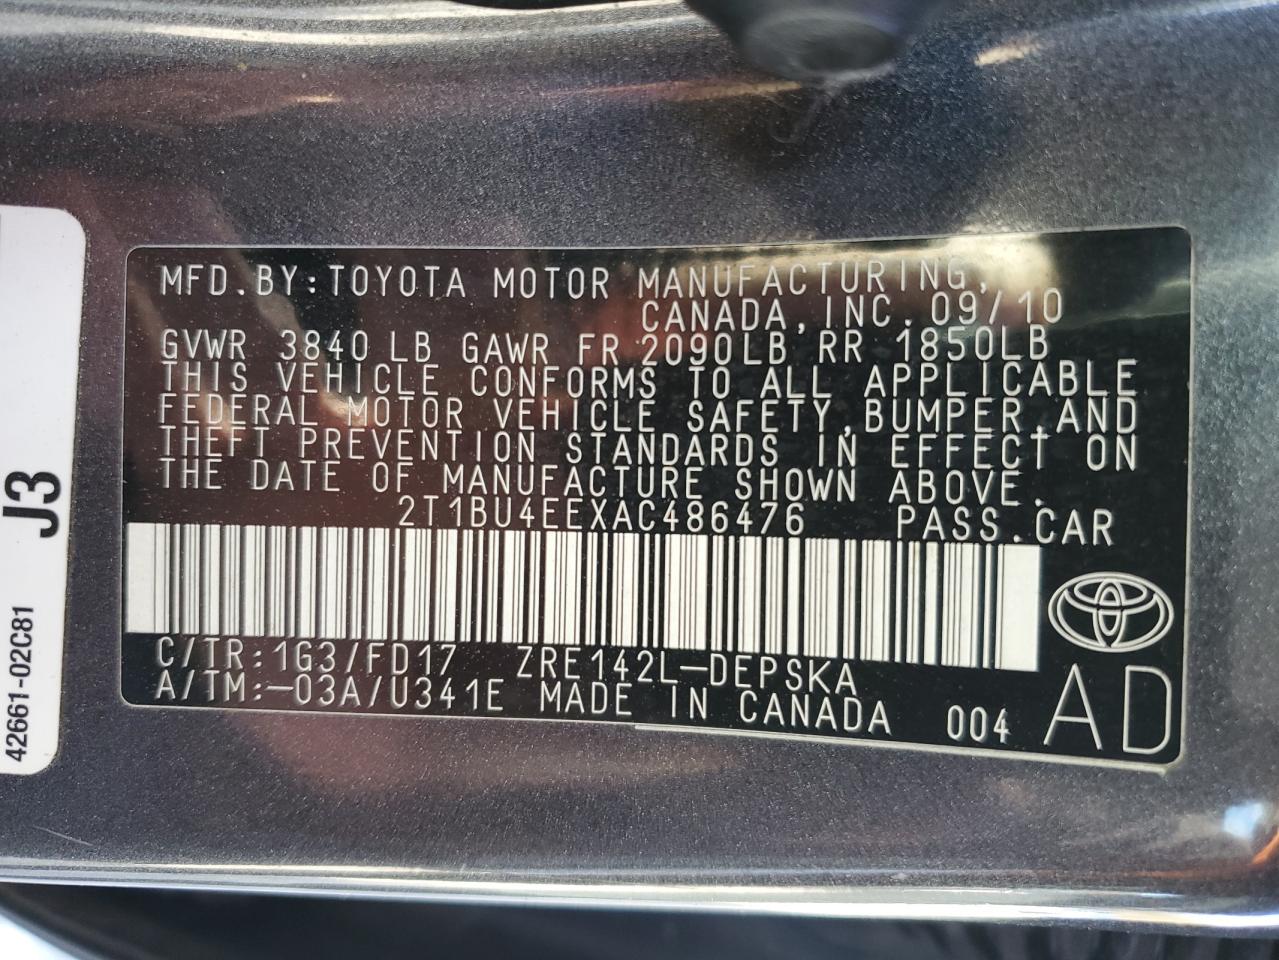 MFD.BY:TOYOTA MOTOR MANUFACTURING,
CANADA, INC. 09/10
GVWR 3840 LB GAWR FR 2090LB RR 1850LB
THIS VEHICLE CONFORMS TO ALL APPLICABLE
FEDERAL MOTOR VEHICLE SAFETY, BUMPER, AND
THEFT PREVENTION STANDARDS IN EFFECT ON
THE DATE OF MANUFACTURE SHOWN ABOVE.
2T1BU4EEXAC486476 PASS.CAR
C/TR:1G3/FD17 ZRE142L-DEPSKA
A/TM:-03A/U341E MADE IN CANADA 004
AD
J3
42661-02C81